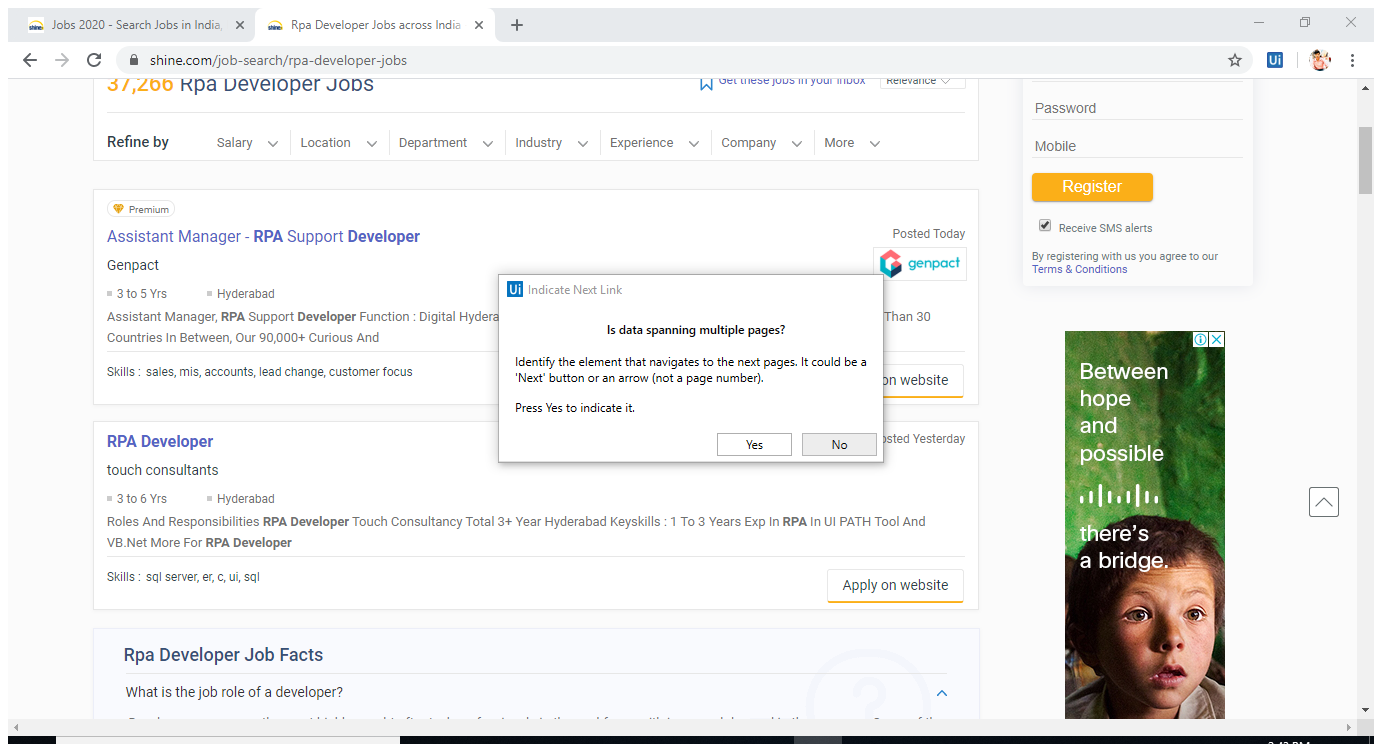 Jobs 2020 - Search Jobs in India,
Rpa Developer Jobs across India
shine.com/job-search/rpa-developer-jobs
Ui
37,266 Rpa Developer Jobs
Get these jobs in your inbox
Relevance
Refine by
Salary
Location
Department
Industry
Experience
Company
More
Premium
Assistant Manager - RPA Support Developer
Posted Today
Genpact
genpact
3 to 5 Yrs
Hyderabad
Assistant Manager, RPA Support Developer Function : Digital Hydera
Than 30
Countries In Between, Our 90,000+ Curious And
Skills : sales, mis, accounts, lead change, customer focus
on website
Ui Indicate Next Link
Is data spanning multiple pages?
Identify the element that navigates to the next pages. It could be a
'Next' button or an arrow (not a page number).
Press Yes to indicate it.
Yes
No
RPA Developer
osted Yesterday
touch consultants
3 to 6 Yrs
Hyderabad
Roles And Responsibilities RPA Developer Touch Consultancy Total 3+ Year Hyderabad Keyskills : 1 To 3 Years Exp In RPA In UI PATH Tool And
VB.Net More For RPA Developer
Skills : sql server, er, c, ui, sql
Apply on website
Rpa Developer Job Facts
What is the job role of a developer?
Password
Mobile
Register
Receive SMS alerts
By registering with us you agree to our
Terms & Conditions
Between
hope
and
possible
there's
a bridge.